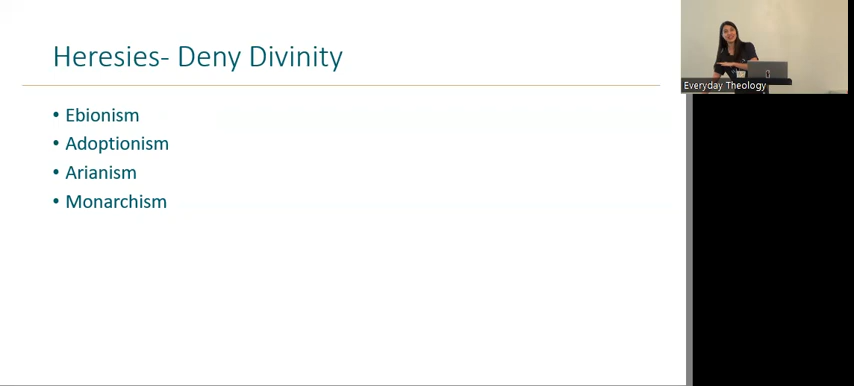 Heresies- Deny Divinity
• Ebionism
• Adoptionism
• Arianism
• Monarchism
Everyday Theology